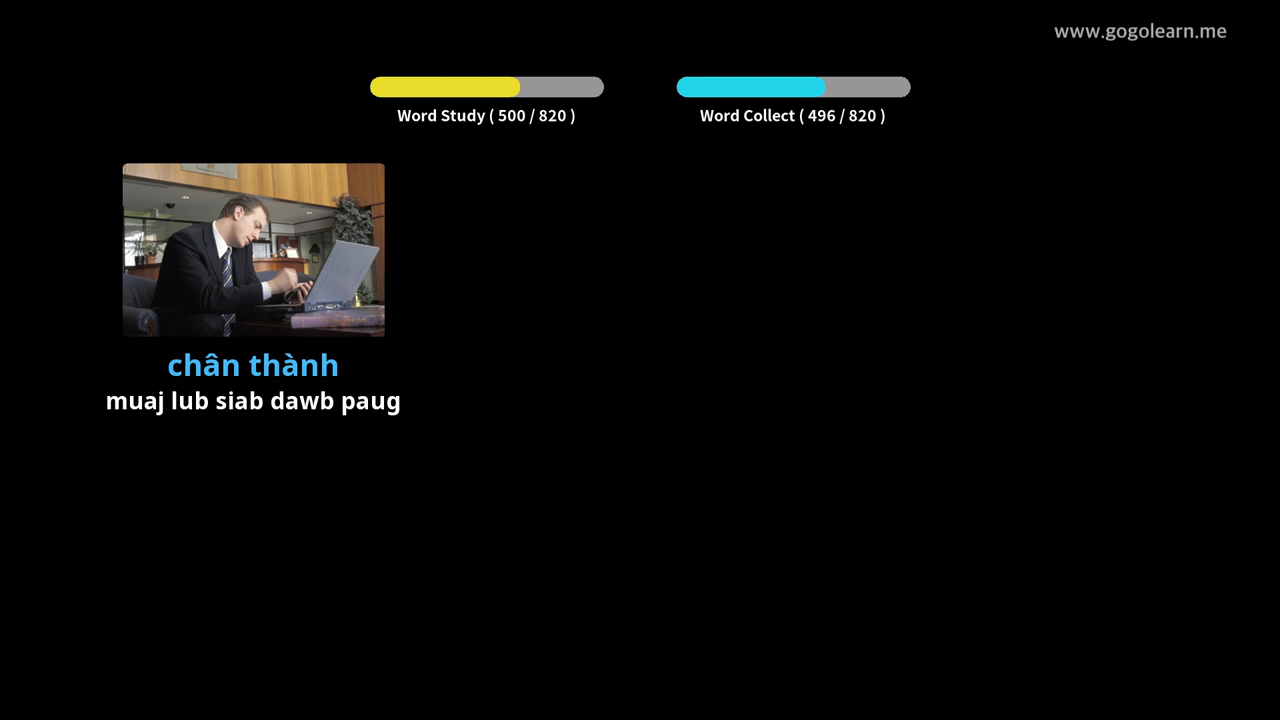 www.gogolearn.me
Word Study ( 500 / 820 )
Word Collect ( 496 / 820 )
chân thành
muaj lub siab dawb paug